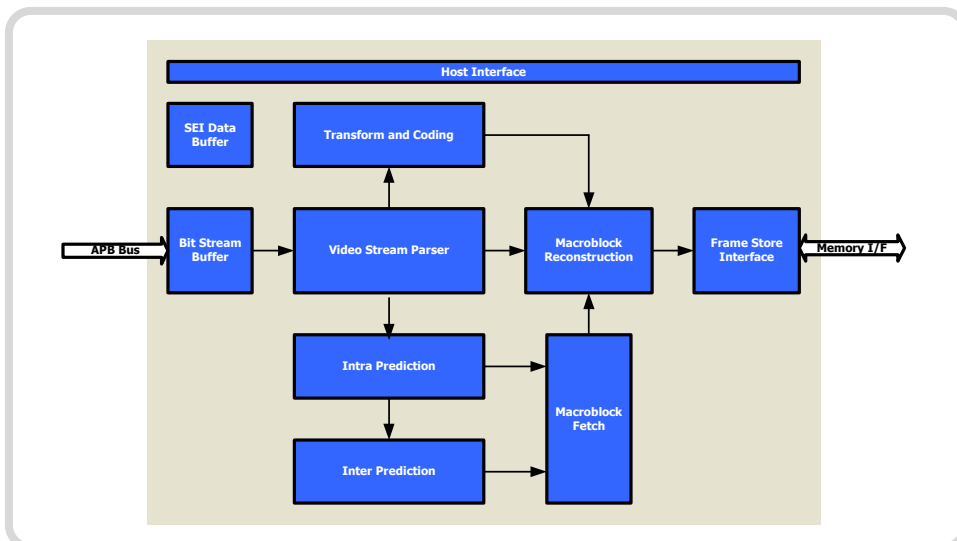 Host Interface
SEI Data
Buffer
Transform and Coding
APB Bus
Bit Stream
Buffer
Video Stream Parser
Macroblock
Reconstruction
Frame Store
Interface
Memory I/F
Intra Prediction
Macroblock
Fetch
Inter Prediction